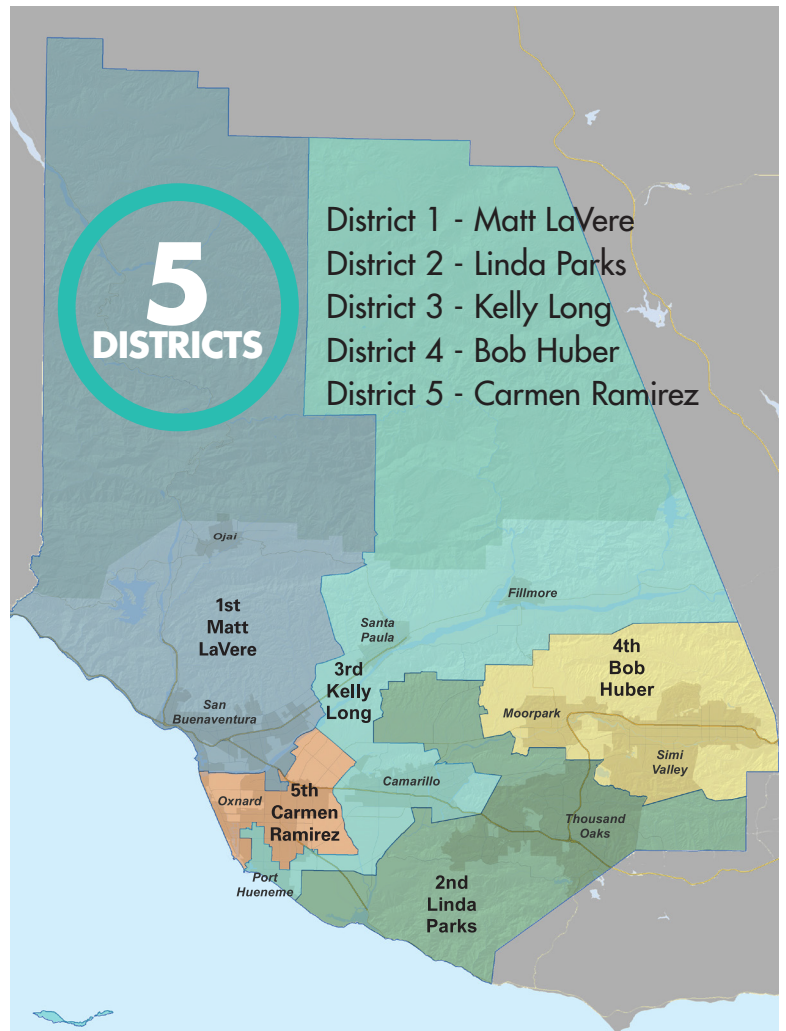 5
DISTRICTS
District 1 - Matt LaVere
District 2 - Linda Parks
District 3 - Kelly Long
District 4 - Bob Huber
District 5 - Carmen Ramirez
Ojai
1st
Matt
LaVere
Fillmore
Santa
Paula
3rd
Kelly
Long
4th
Bob
Huber
San
Buenaventura
Moorpark
Simi
Valley
Camarillo
Oxnard
5th
Carmen
Ramirez
Thousand
Oaks
Port
Hueneme
2nd
Linda
Parks